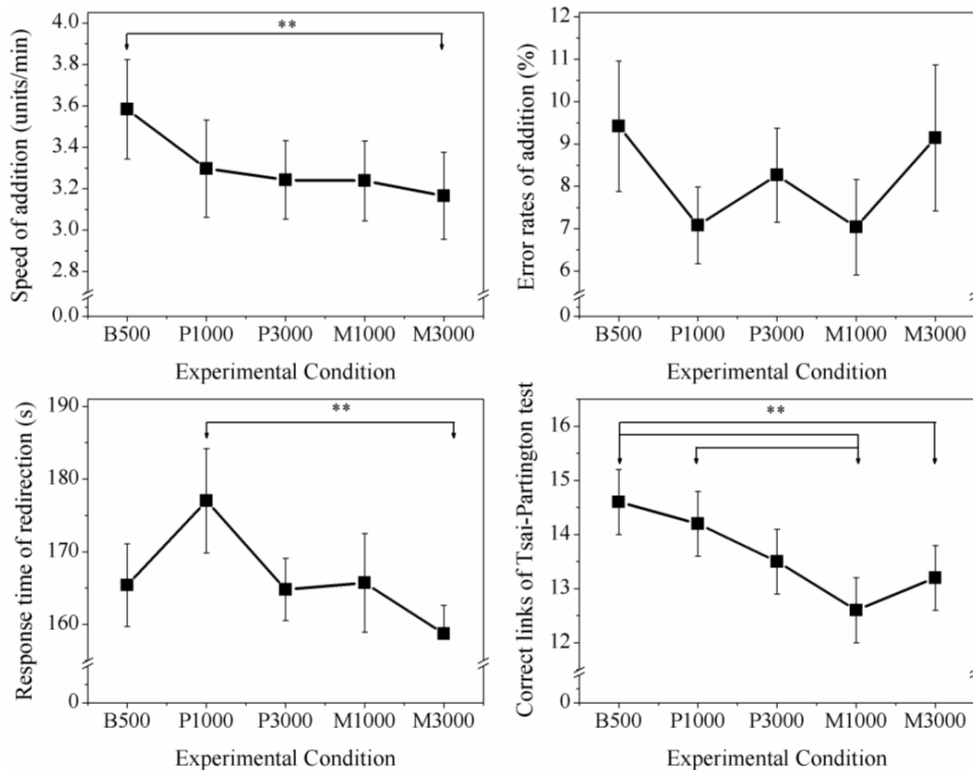 Speed of addition (units/min)
4.0
3.8
3.6
3.4
3.2
3.0
2.8
0.0
**
B500 P1000 P3000 M1000 M3000
Experimental Condition
Error rates of addition (%)
12
11
10
9
8
7
6
0
B500 P1000 P3000 M1000 M3000
Experimental Condition
Response time of redirection (s)
190
180
170
160
0
**
B500 P1000 P3000 M1000 M3000
Experimental Condition
Correct links of Tsai-Partington test
16
15
14
13
12
0
**
B500 P1000 P3000 M1000 M3000
Experimental Condition